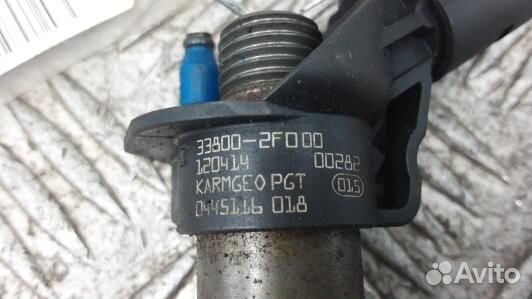 33800-2F000
120414 00282
KARMGEO PGT 015
0445116 018
Avito